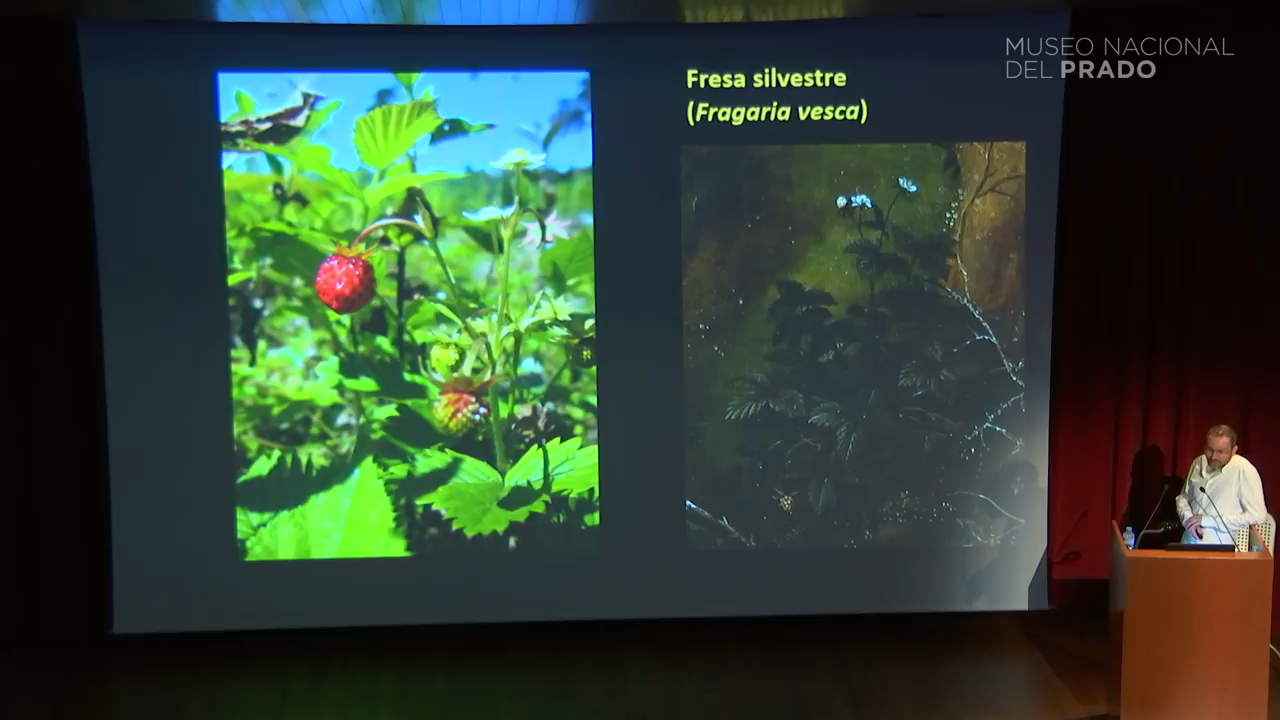 MUSEO NACIONAL
DEL PRADO
Fresa silvestre
(Fragaria vesca)